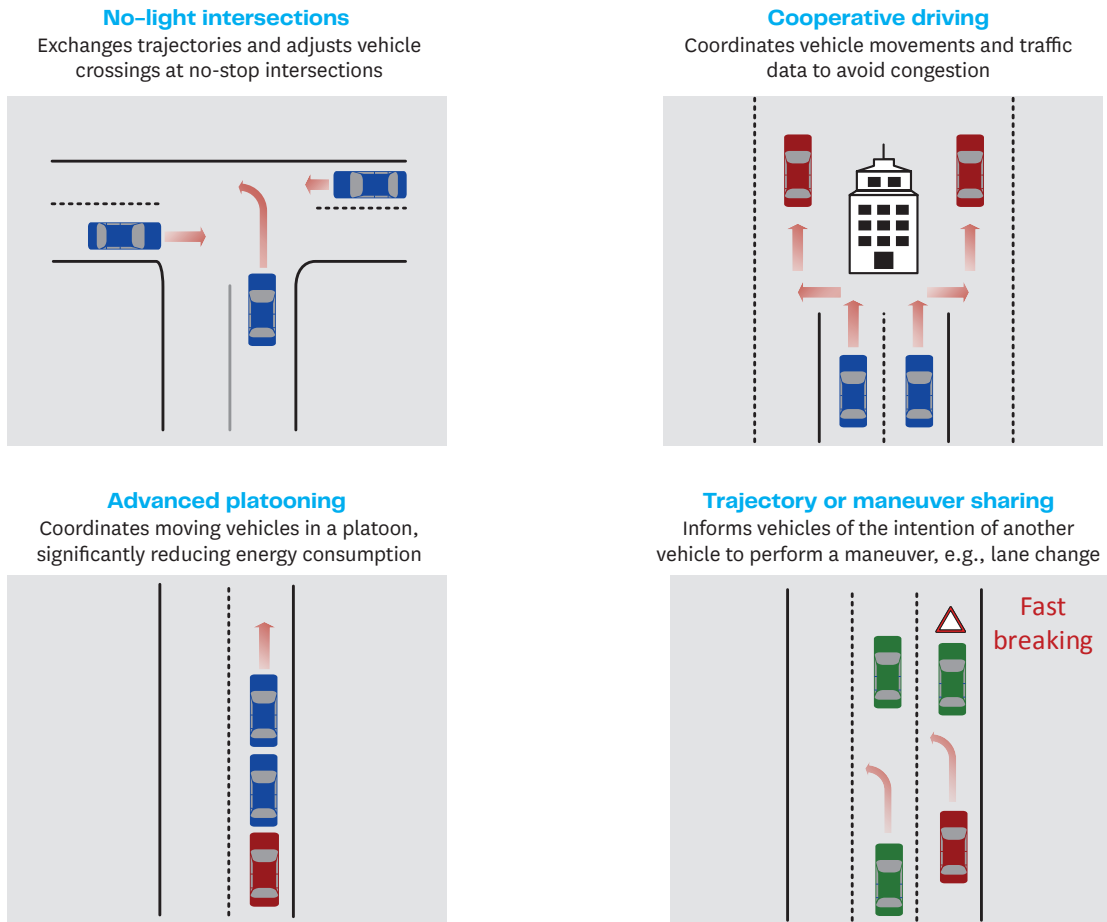 No-light intersections
Exchanges trajectories and adjusts vehicle
crossings at no-stop intersections
Cooperative driving
Coordinates vehicle movements and traffic
data to avoid congestion
Advanced platooning
Coordinates moving vehicles in a platoon,
significantly reducing energy consumption
Trajectory or maneuver sharing
Informs vehicles of the intention of another
vehicle to perform a maneuver, e.g., lane change
Fast
breaking